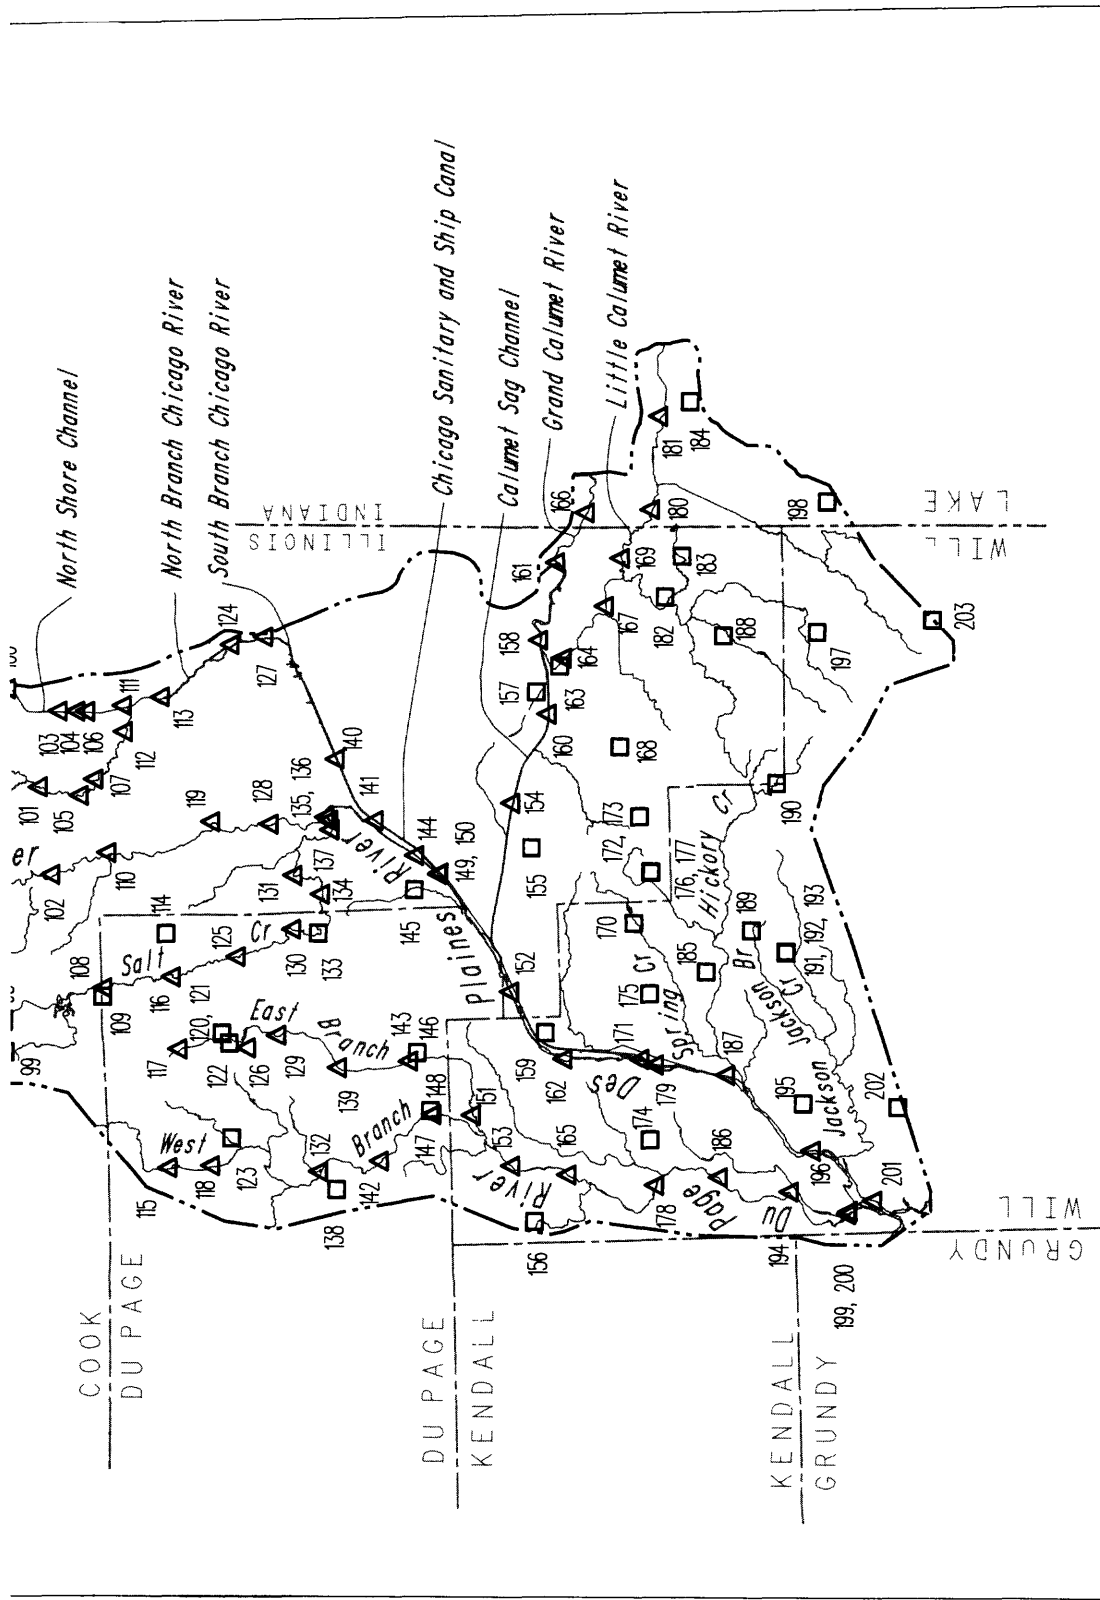 North Shore Channel
North Branch Chicago River
South Branch Chicago River
Chicago Sanitary and Ship Canal
Calumet Sag Channel
Grand Calumet River
Little Calumet River
ILLINOIS
INDIANA
WILL
LAKE
COOK
DU PAGE
DU PAGE
KENDALL
KENDALL
GRUNDY
GRUNDY
WILL
er
Salt
Cr
East
Branch
West
Branch
River
Des
Plaines
River
Du
Page
Spring
Cr
Hickory
Cr
Jackson
Br
Jackson
Cr
Jackson
99
101
102
103
104
105
106
107
108
109
110
111
112
113
114
115
116
117
118
119
120,
121
122
123
124
125
126
127
128
129
130
131
132
133
134
135,
136
137
138
139
140
141
142
143
144
145
146
147
148
149, 150
151
152
153
154
155
156
157
158
159
160
161
162
163
164
165
166
167
168
169
170
171
172,
173
174
175
176, 177
178
179
180
181
182
183
184
185
186
187
188
189
190
191, 192, 193
194
195
196
197
198
199, 200
201
202
203